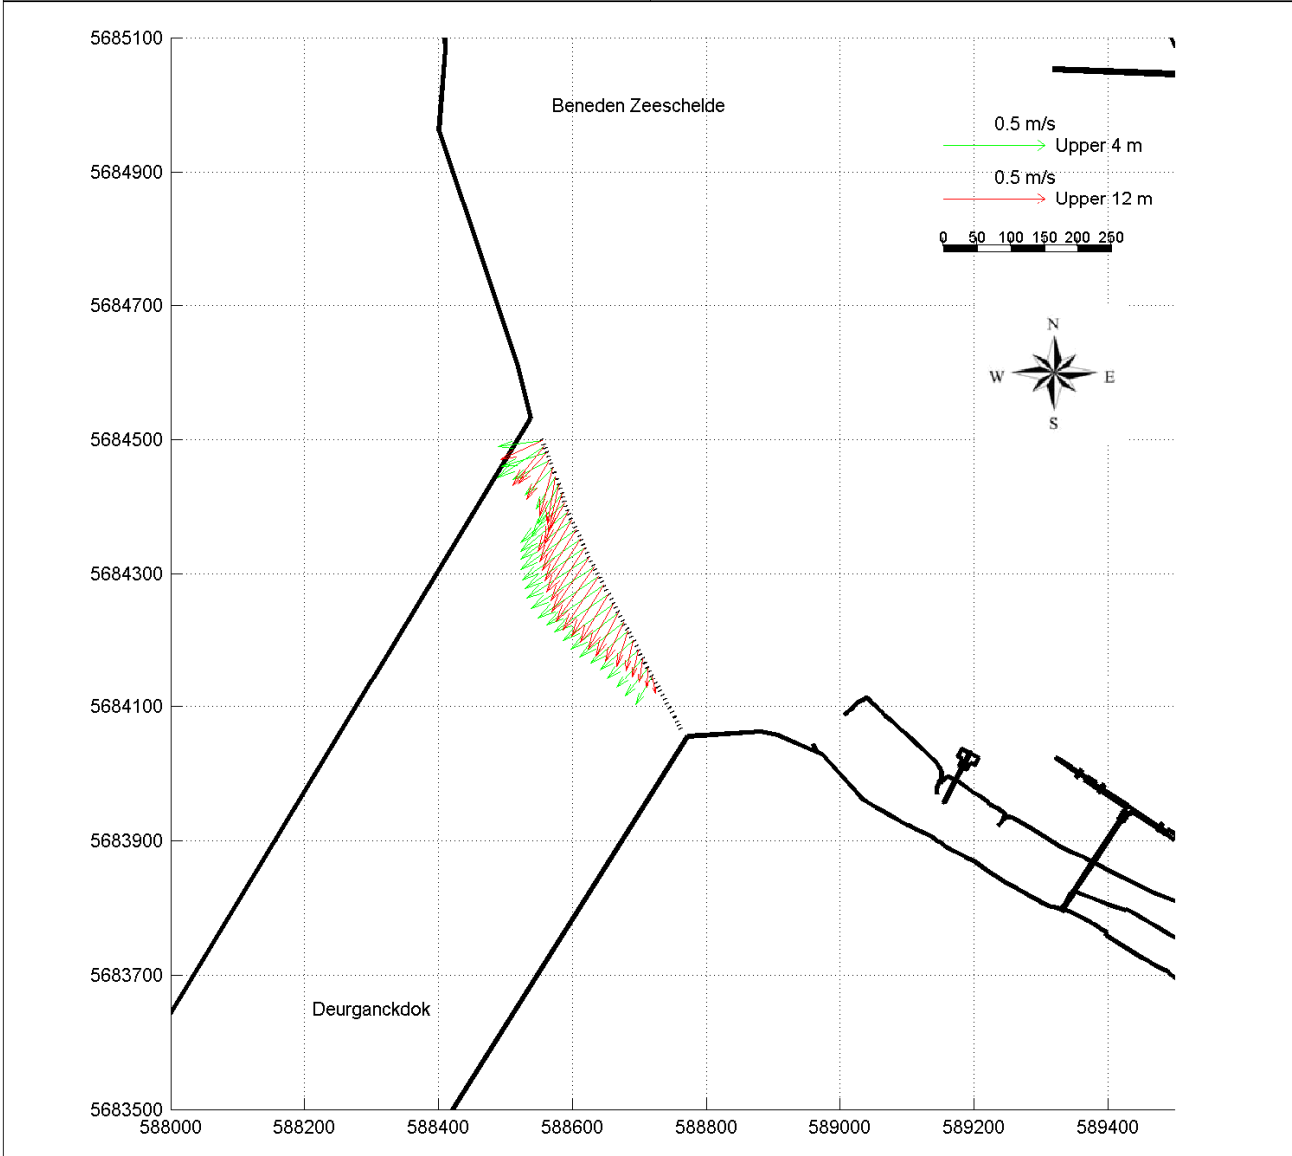 5685100
Beneden Zeeschelde
0.5 m/s
Upper 4 m
5684900
0.5 m/s
Upper 12 m
0 50 100 150 200 250
5684700
N
W E
S
5684500
5684300
5684100
5683900
5683700
Deurganckdok
5683500
588000 588200 588400 588600 588800 589000 589200 589400